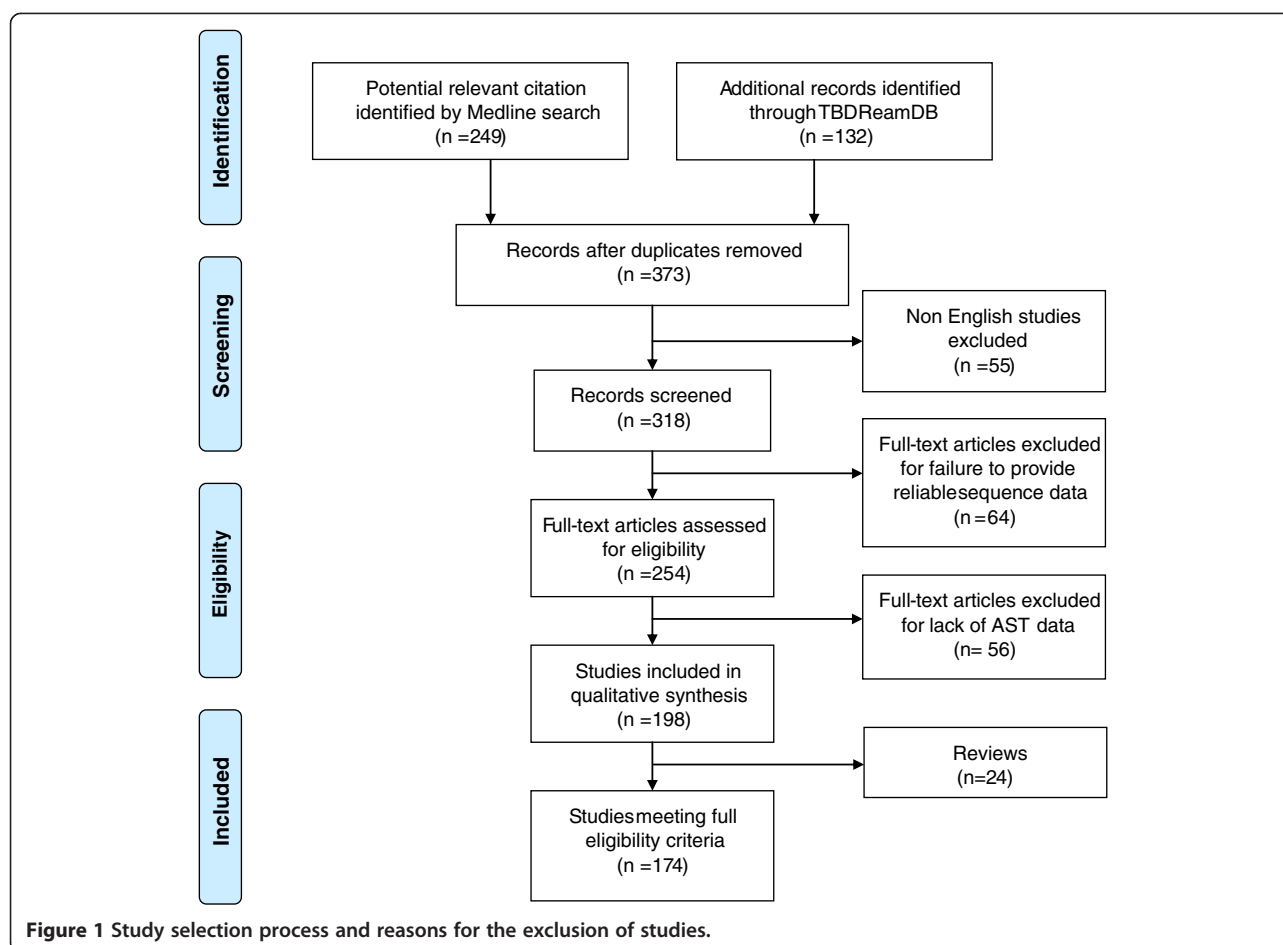 Identification
Potential relevant citation
identified by Medline search
(n =249)
Additional records identified
through TBDReamDB
(n =132)
Records after duplicates removed
(n =373)
Screening
Non English studies
excluded
(n =55)
Records screened
(n =318)
Full-text articles excluded
for failure to provide
reliablesequence data
(n =64)
Eligibility
Full-text articles assessed
for eligibility
(n =254)
Full-text articles excluded
for lack of AST data
(n= 56)
Studies included in
qualitative synthesis
(n =198)
Included
Reviews
(n=24)
Studiesmeeting full
eligibility criteria
(n =174)
Figure 1 Study selection process and reasons for the exclusion of studies.